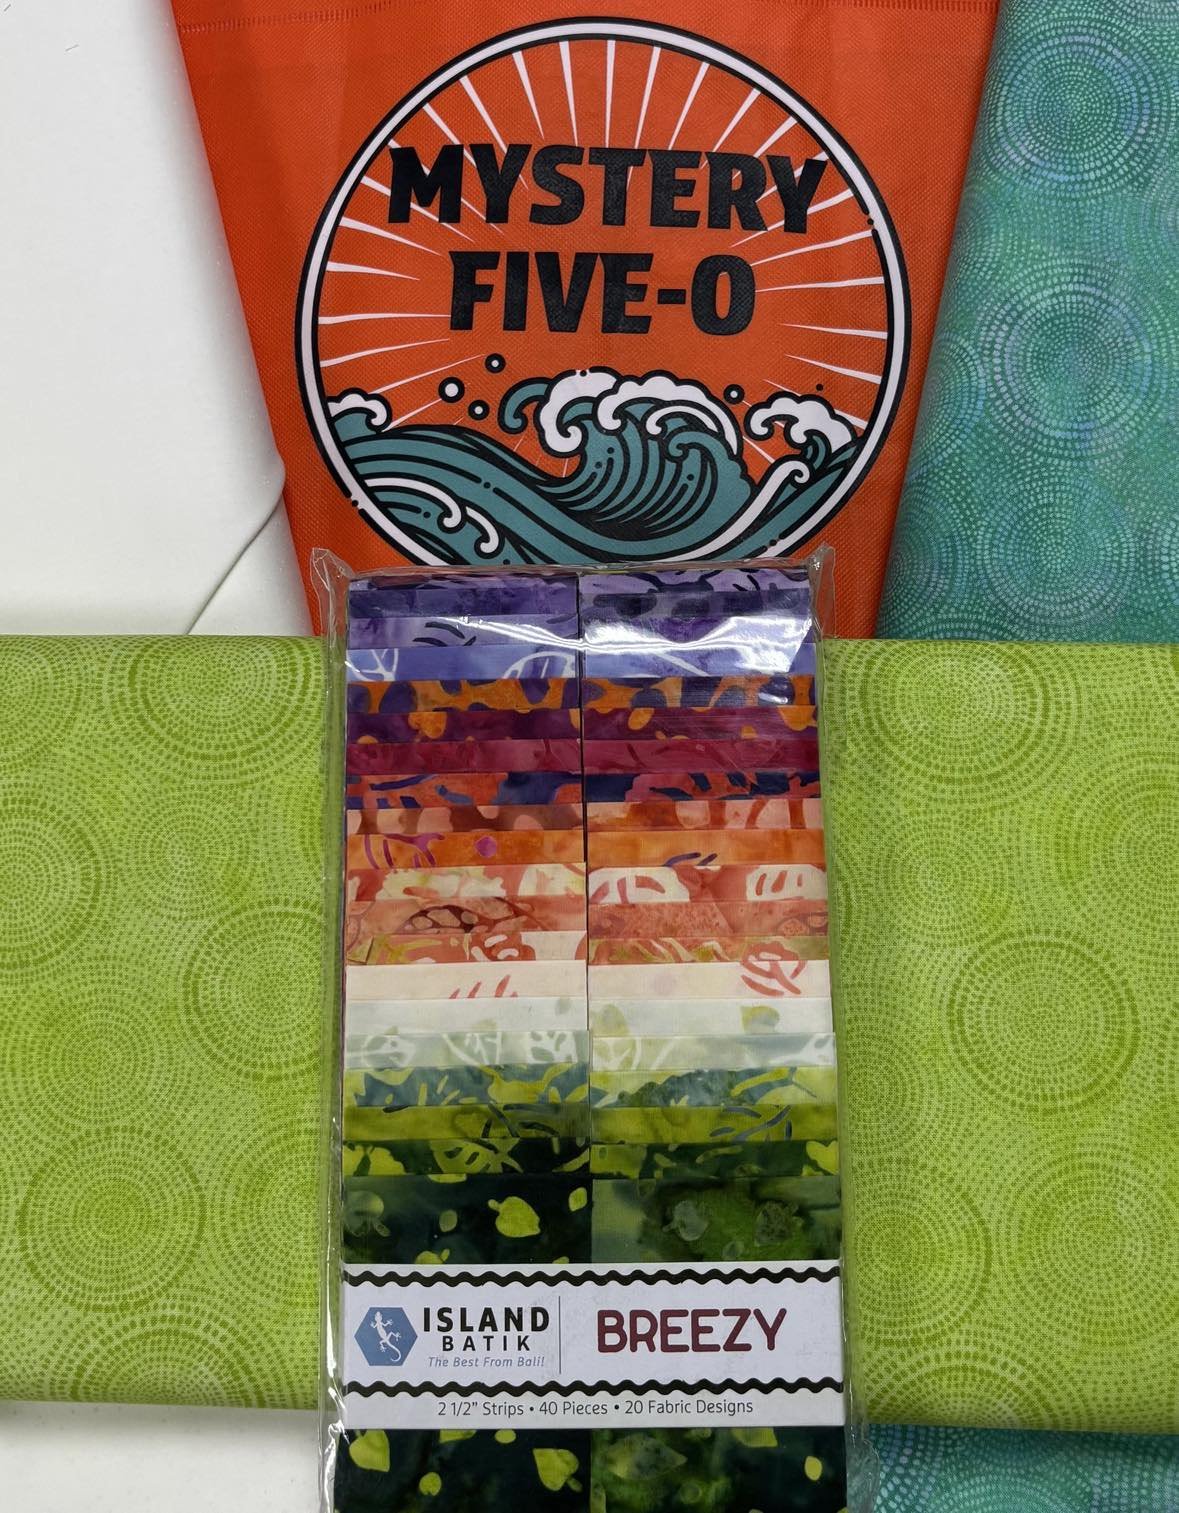 MYSTERY
FIVE-O
ISLAND
BATIK
The Best From Bali!
BREEZY
2 1/2" Strips • 40 Pieces • 20 Fabric Designs